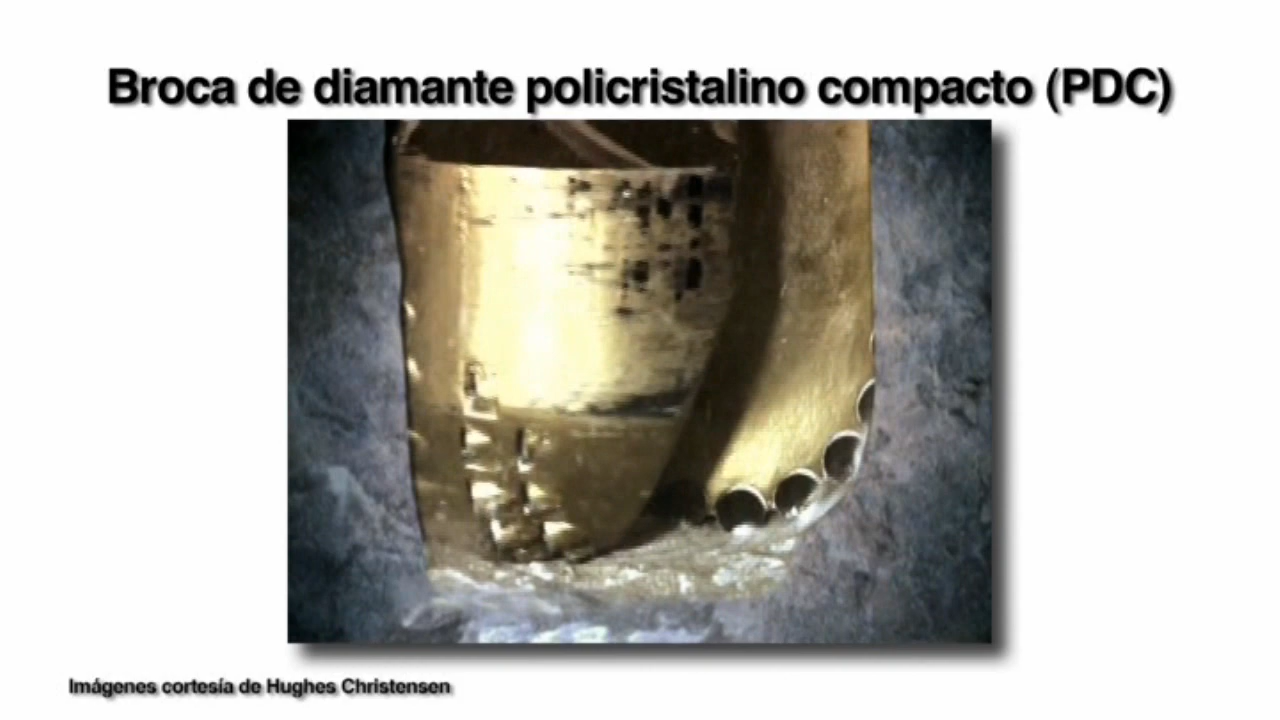 Broca de diamante policristalino compacto (PDC)
Imágenes cortesía de Hughes Christensen